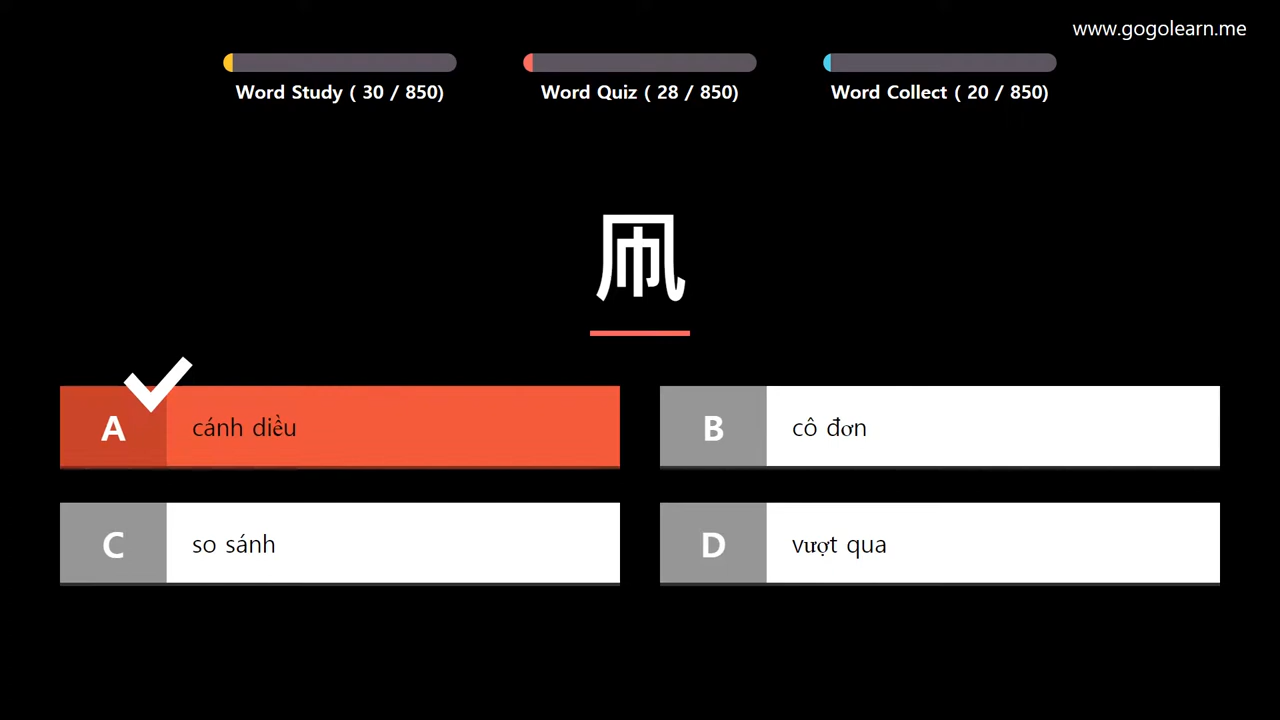 www.gogolearn.me
Word Study ( 30 / 850)
Word Quiz ( 28 / 850)
Word Collect ( 20 / 850)
凧
A cánh diều
B cô đơn
C so sánh
D vượt qua